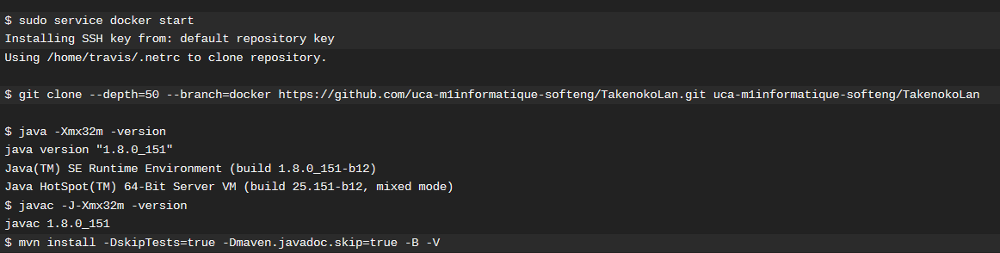 $ sudo service docker start
Installing SSH key from: default repository key
Using /home/travis/.netrc to clone repository.
$ git clone --depth=50 --branch=docker https://github.com/uca-m1informatique-softeng/TakenokoLan.git uca-m1informatique-softeng/TakenokoLan
$ java -Xmx32m -version
java version "1.8.0_151"
Java(TM) SE Runtime Environment (build 1.8.0_151-b12)
Java HotSpot(TM) 64-Bit Server VM (build 25.151-b12, mixed mode)
$ javac -J-Xmx32m -version
javac 1.8.0_151
$ mvn install -DskipTests=true -Dmaven.javadoc.skip=true -B -V